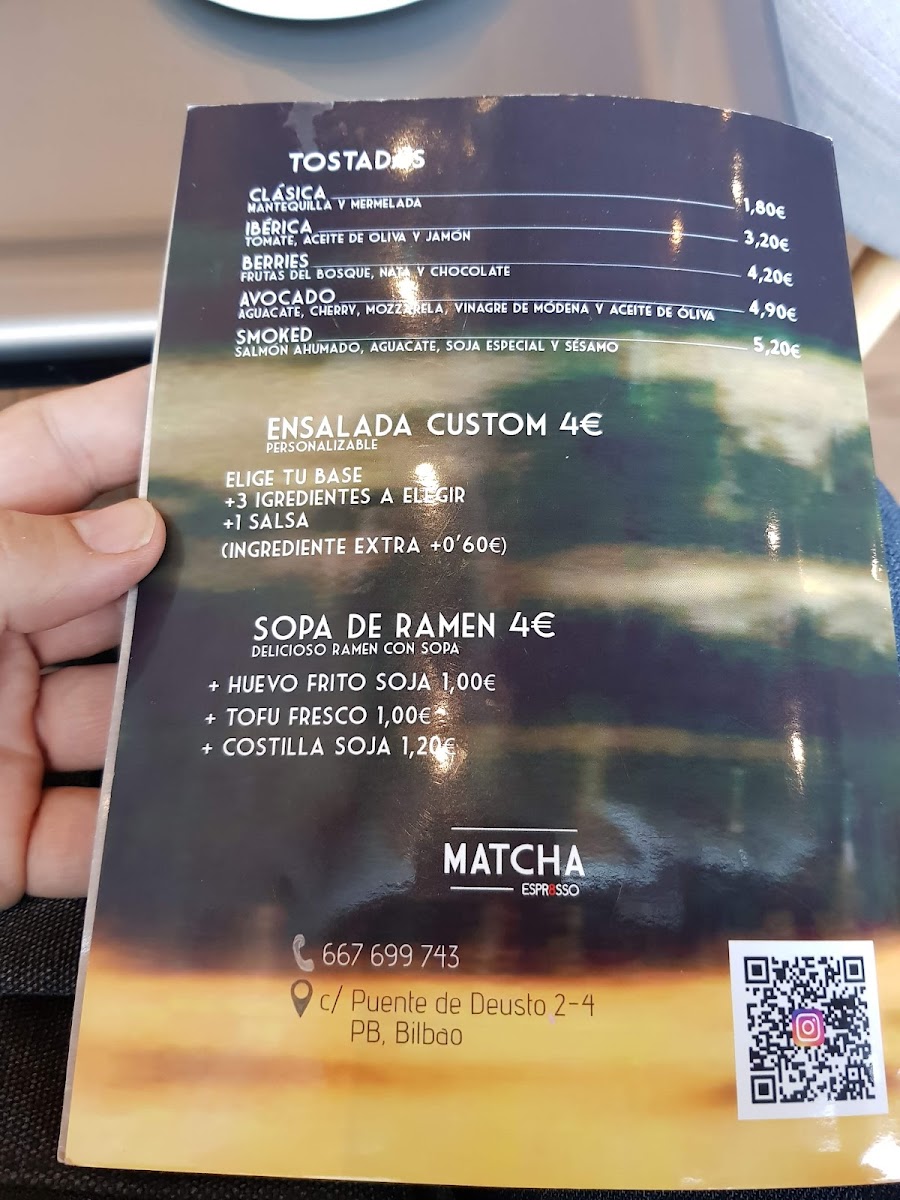 TOSTADAS
CLÁSICA 1,80€
MANTEQUILLA Y MERMELADA
IBÉRICA 3,20€
TOMATE, ACEITE DE OLIVA Y JAMÓN
BERRIES 4,20€
FRUTAS DEL BOSQUE, NATA Y CHOCOLATE
AVOCADO 4,90€
AGUACATE, CHERRY, MOZZARELA, VINAGRE DE MÓDENA Y ACEITE DE OLIVA
SMOKED 5,20€
SALMÓN AHUMADO, AGUACATE, SOJA ESPECIAL Y SÉSAMO
ENSALADA CUSTOM 4€
PERSONALIZABLE
ELIGE TU BASE
+3 IGREDIENTES A ELEGIR
+1 SALSA
(INGREDIENTE EXTRA +0'60€)
SOPA DE RAMEN 4€
DELICIOSO RAMEN CON SOPA
+ HUEVO FRITO SOJA 1,00€
+ TOFU FRESCO 1,00€
+ COSTILLA SOJA 1,20€
MATCHA
ESPR8SSO
667 699 743
c/ Puente de Deusto 2-4
PB, Bilbao